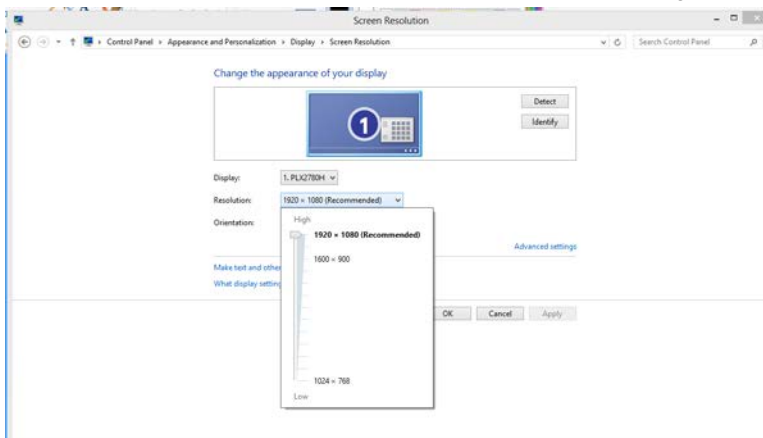 Screen Resolution
Control Panel › Appearance and Personalization › Display › Screen Resolution
Search Control Panel
Change the appearance of your display
1
Detect
Identify
Display: 1. PLX2780H
Resolution: 1920 × 1080 (Recommended)
Orientation:
High
1920 × 1080 (Recommended)
1600 × 900
1024 × 768
Low
Advanced settings
Make text and other
What display setting
OK Cancel Apply